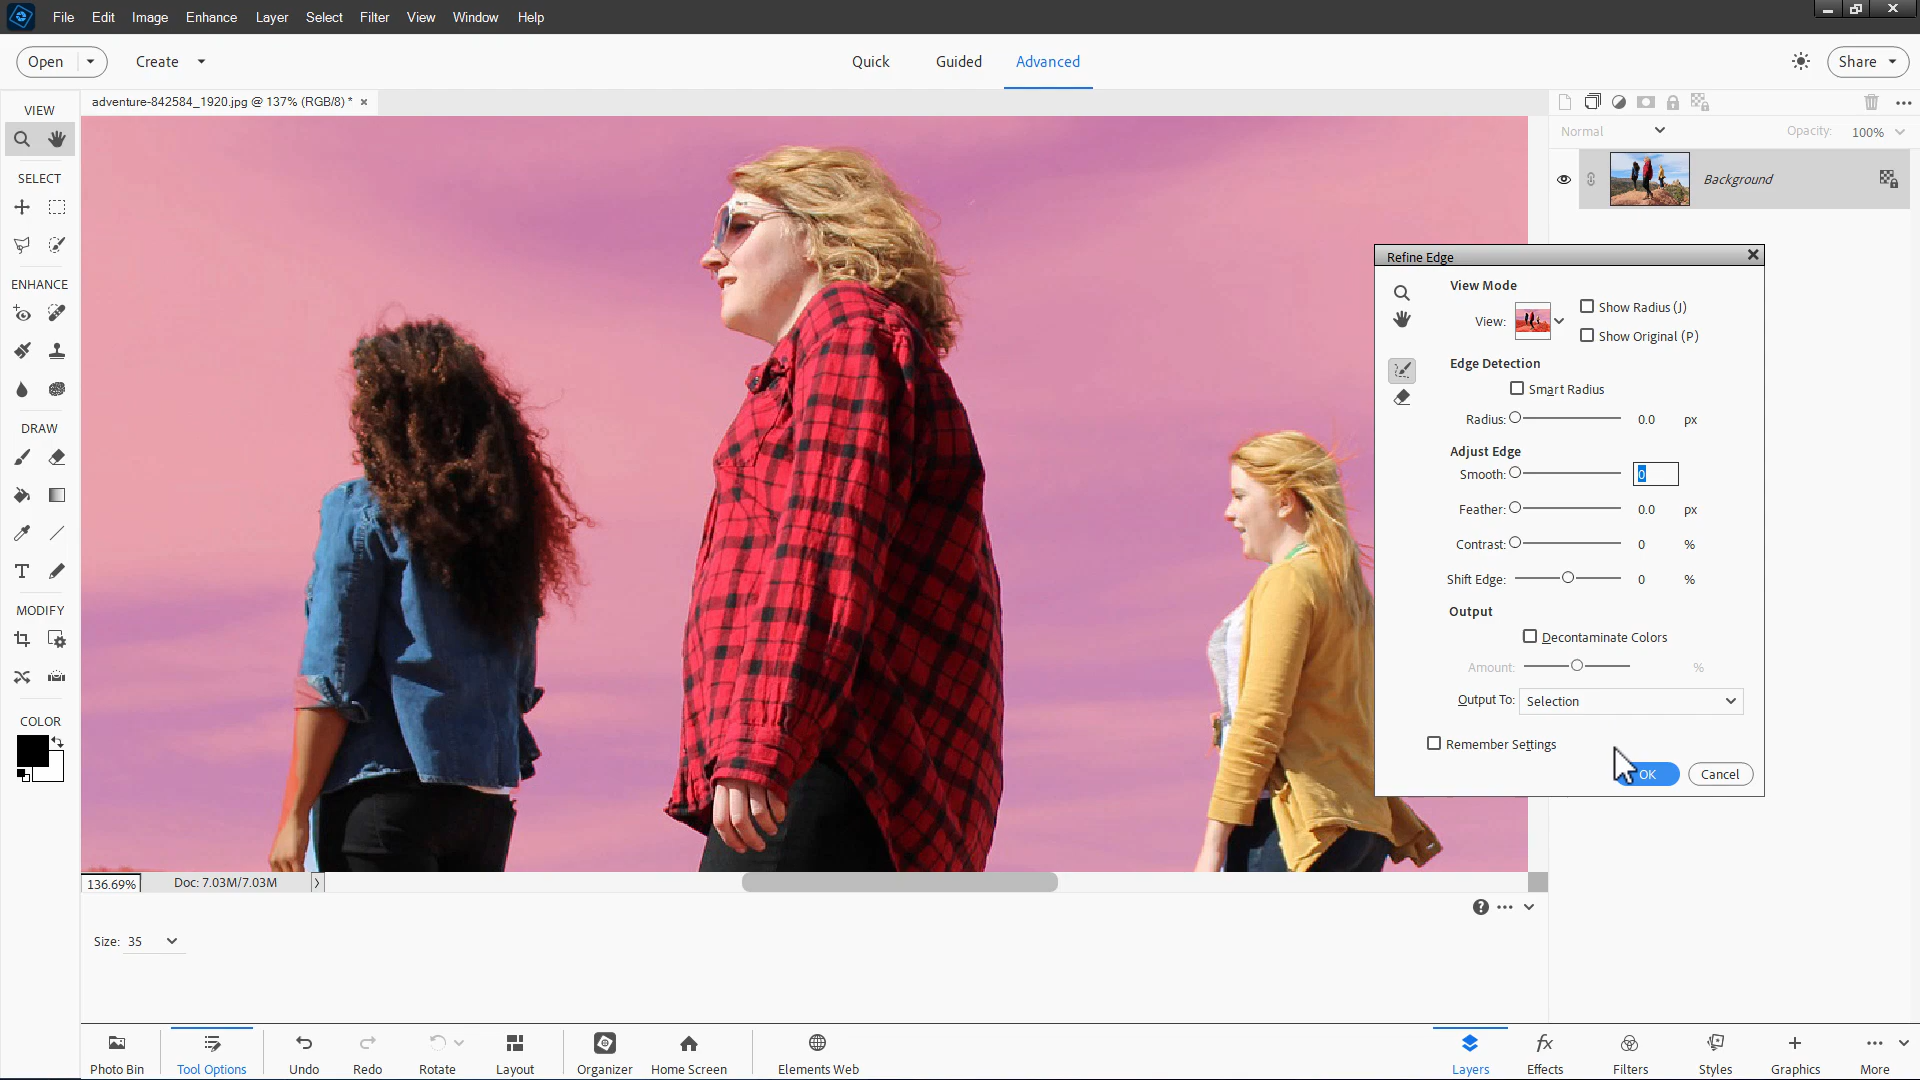 File Edit Image Enhance Layer Select Filter View Window Help
Open Create Quick Guided Advanced Share
adventure-842584_1920.jpg @ 137% (RGB/8) * ×
VIEW
SELECT
ENHANCE
DRAW
MODIFY
COLOR
Normal Opacity: 100%
Background
Refine Edge
View Mode
View: Show Radius (J)
Show Original (P)
Edge Detection
Smart Radius
Radius: 0.0 px
Adjust Edge
Smooth: 0
Feather: 0.0 px
Contrast: 0 %
Shift Edge: 0 %
Output
Decontaminate Colors
Amount: %
Output To: Selection
Remember Settings
OK Cancel
136.69% Doc: 7.03M/7.03M
Size: 35
Photo Bin Tool Options Undo Redo Rotate Layout Organizer Home Screen Elements Web Layers Effects Filters Styles Graphics More